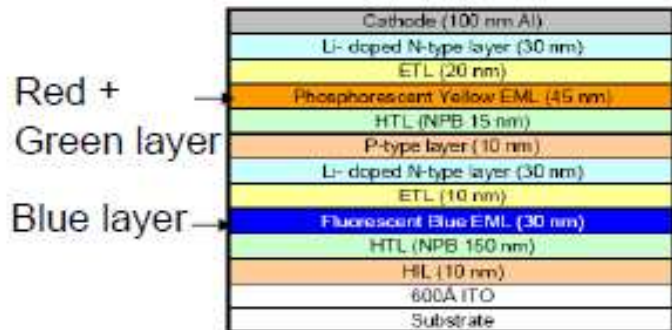 Cathode (100 nm Al)
Li- doped N-type layer (30 nm)
ETL (20 nm)
Red +
Green layer
Phosphorescent Yellow EML (45 nm)
HTL (NPB 15 nm)
P-type layer (10 nm)
Li- doped N-type layer (30 nm)
ETL (10 nm)
Blue layer
Fluorescent Blue EML (30 nm)
HTL (NPB 150 nm)
HIL (10 nm)
600Å ITO
Substrate